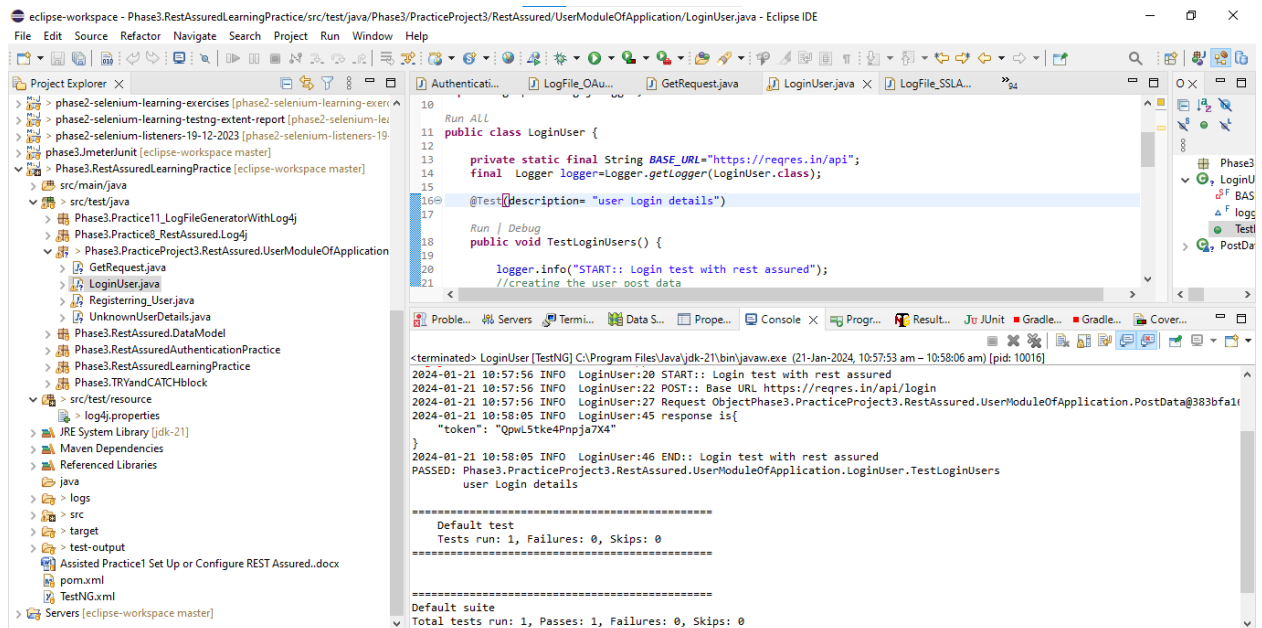 eclipse-workspace - Phase3.RestAssuredLearningPractice/src/test/java/Phase3/PracticeProject3/RestAssured/UserModuleOfApplication/LoginUser.java - Eclipse IDE
File Edit Source Refactor Navigate Search Project Run Window Help
Project Explorer
phase2-selenium-learning-exercises [phase2-selenium-learning-exerc
phase2-selenium-learning-testng-extent-report [phase2-selenium-lea
phase2-selenium-listeners-19-12-2023 [phase2-selenium-listeners-19-
phase3.JmeterJunit [eclipse-workspace master]
> Phase3.RestAssuredLearningPractice [eclipse-workspace master]
src/main/java
> src/test/java
> Phase3.Practice11_LogFileGeneratorWithLog4j
> Phase3.Practice8_RestAssured.Log4j
> Phase3.PracticeProject3.RestAssured.UserModuleOfApplication
GetRequest.java
LoginUser.java
Registerring_User.java
UnknownUserDetails.java
Phase3.RestAssured.DataModel
Phase3.RestAssuredAuthenticationPractice
Phase3.RestAssuredLearningPractice
Phase3.TRYandCATCHblock
> src/test/resource
> log4j.properties
JRE System Library [jdk-21]
Maven Dependencies
Referenced Libraries
java
> logs
> src
> target
> test-output
Assisted Practice1 Set Up or Configure REST Assured..docx
pom.xml
TestNG.xml
Servers [eclipse-workspace master]
Authenticati... LogFile_OAu... GetRequest.java LoginUser.java LogFile_SSLA... »94
10
Run All
11 public class LoginUser {
12
13 private static final String BASE_URL="https://reqres.in/api";
14 final Logger logger=Logger.getLogger(LoginUser.class);
15
16 @Test(description= "user Login details")
17
Run | Debug
18 public void TestLoginUsers() {
19
20 logger.info("START:: Login test with rest assured");
21 //creating the user post data
Phase3
LoginU
BAS
logg
Testl
PostDa
Proble... Servers Termi... Data S... Prope... Console Progr... Result... JUnit Gradle... Gradle... Cover...
<terminated> LoginUser [TestNG] C:\Program Files\Java\jdk-21\bin\javaw.exe (21-Jan-2024, 10:57:53 am – 10:58:06 am) [pid: 10016]
2024-01-21 10:57:56 INFO LoginUser:20 START:: Login test with rest assured
2024-01-21 10:57:56 INFO LoginUser:22 POST:: Base URL https://reqres.in/api/login
2024-01-21 10:57:56 INFO LoginUser:27 Request ObjectPhase3.PracticeProject3.RestAssured.UserModuleOfApplication.PostData@383bfa16
2024-01-21 10:58:05 INFO LoginUser:45 response is{
"token": "QpwL5tke4Pnpja7X4"
}
2024-01-21 10:58:05 INFO LoginUser:46 END:: Login test with rest assured
PASSED: Phase3.PracticeProject3.RestAssured.UserModuleOfApplication.LoginUser.TestLoginUsers
user Login details
===============================================
Default test
Tests run: 1, Failures: 0, Skips: 0
===============================================
===============================================
Default suite
Total tests run: 1, Passes: 1, Failures: 0, Skips: 0